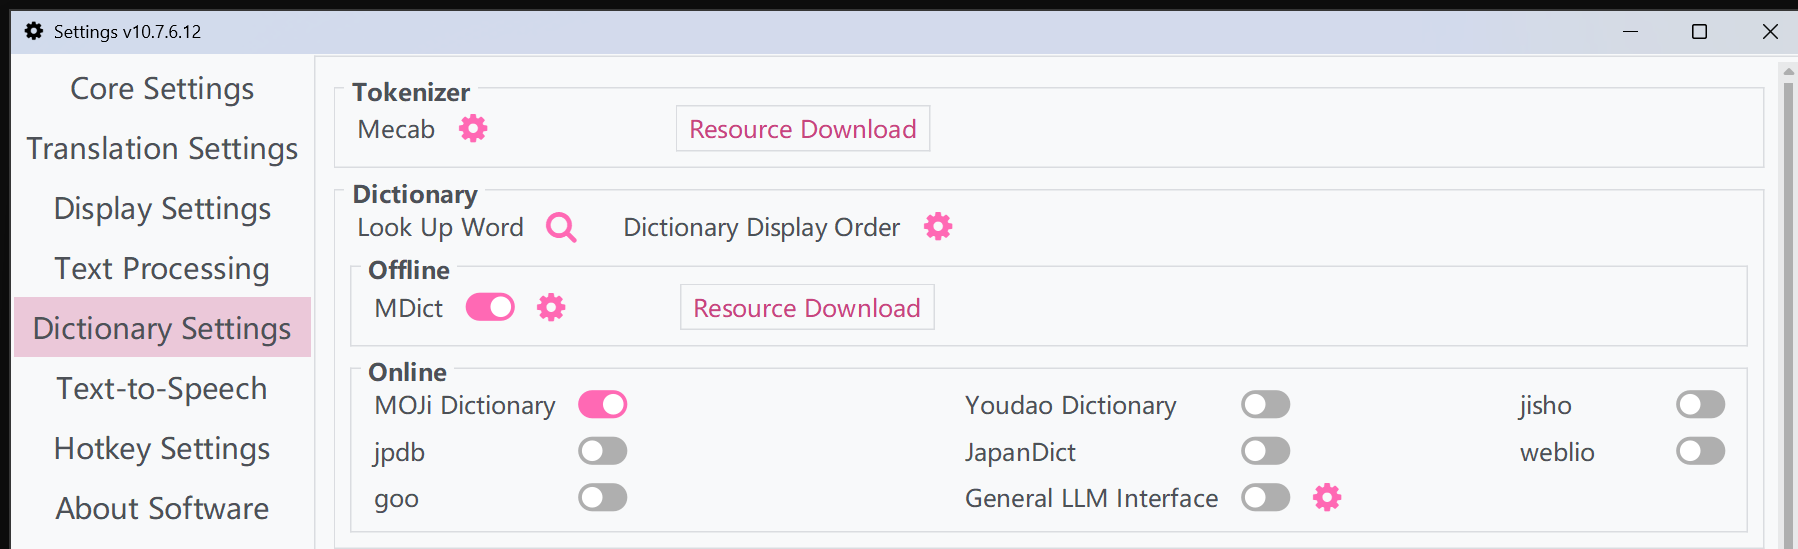 Settings v10.7.6.12
Core Settings
Translation Settings
Display Settings
Text Processing
Dictionary Settings
Text-to-Speech
Hotkey Settings
About Software
Tokenizer
Mecab Resource Download
Dictionary
Look Up Word Dictionary Display Order
Offline
MDict Resource Download
Online
MOJi Dictionary Youdao Dictionary jisho
jpdb JapanDict weblio
goo General LLM Interface